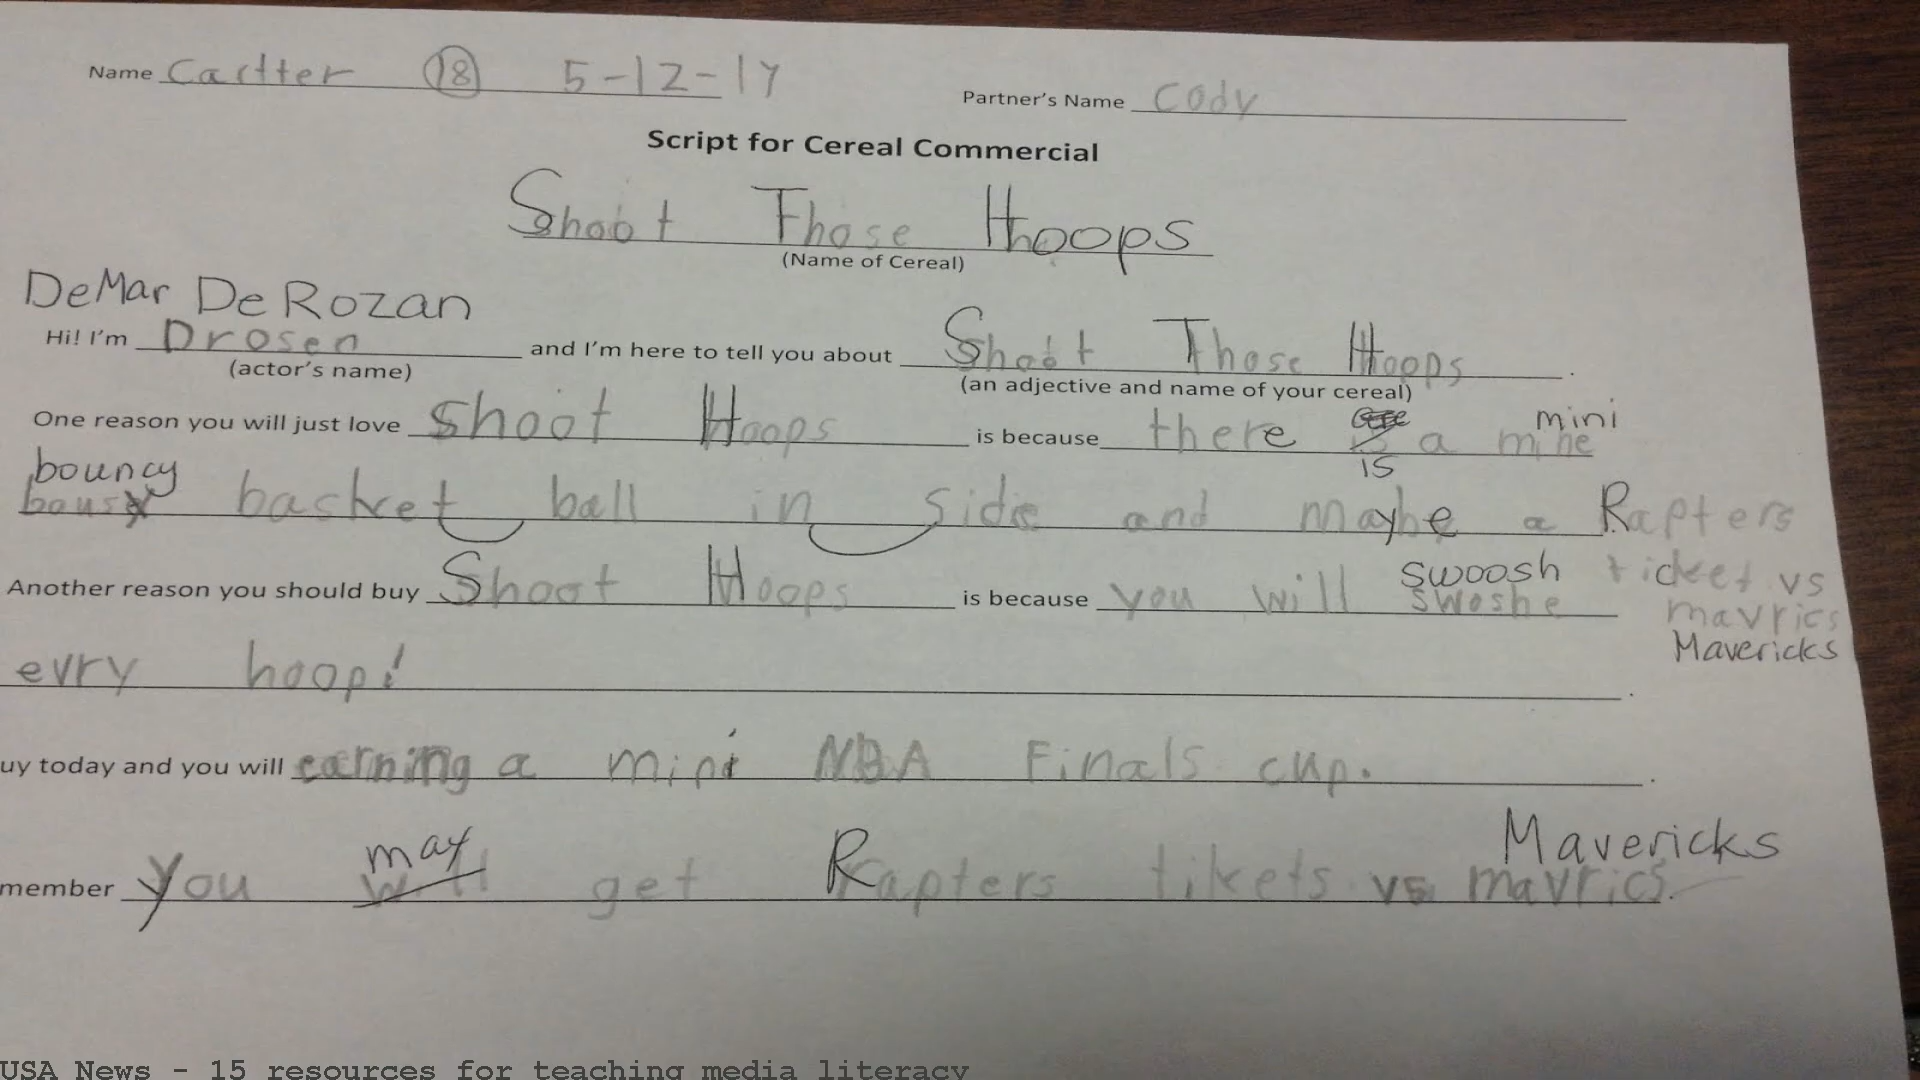 Name Cartter 18 5-12-17 Partner's Name Cody
Script for Cereal Commercial
Shoot Those Hoops
(Name of Cereal)
DeMar DeRozan
Hi! I'm Drosen and I'm here to tell you about Shoot Those Hoops.
(actor's name) (an adjective and name of your cereal)
mini
One reason you will just love Shoot Hoops is because there is a mine
bouncy is
basket ball in side and maybe a Rapters
swoosh ticket vs
Another reason you should buy Shoot Hoops is because you will swoshe
mavrics
Mavericks
evry hoop!.
uy today and you will earning a mini NBA Finals cup..
may Mavericks
member You will get Rapters tikets vs mavrics.
USA News - 15 resources for teaching media literacy